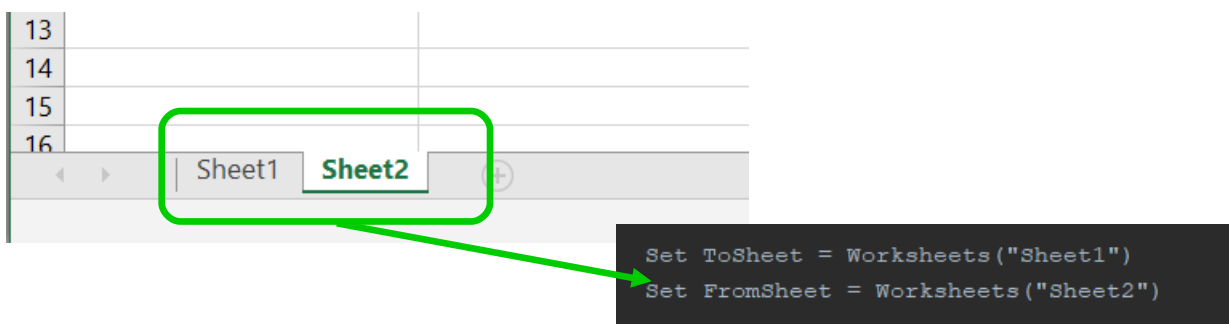 13
14
15
16
Sheet1 Sheet2
Set ToSheet = Worksheets("Sheet1")
Set FromSheet = Worksheets("Sheet2")